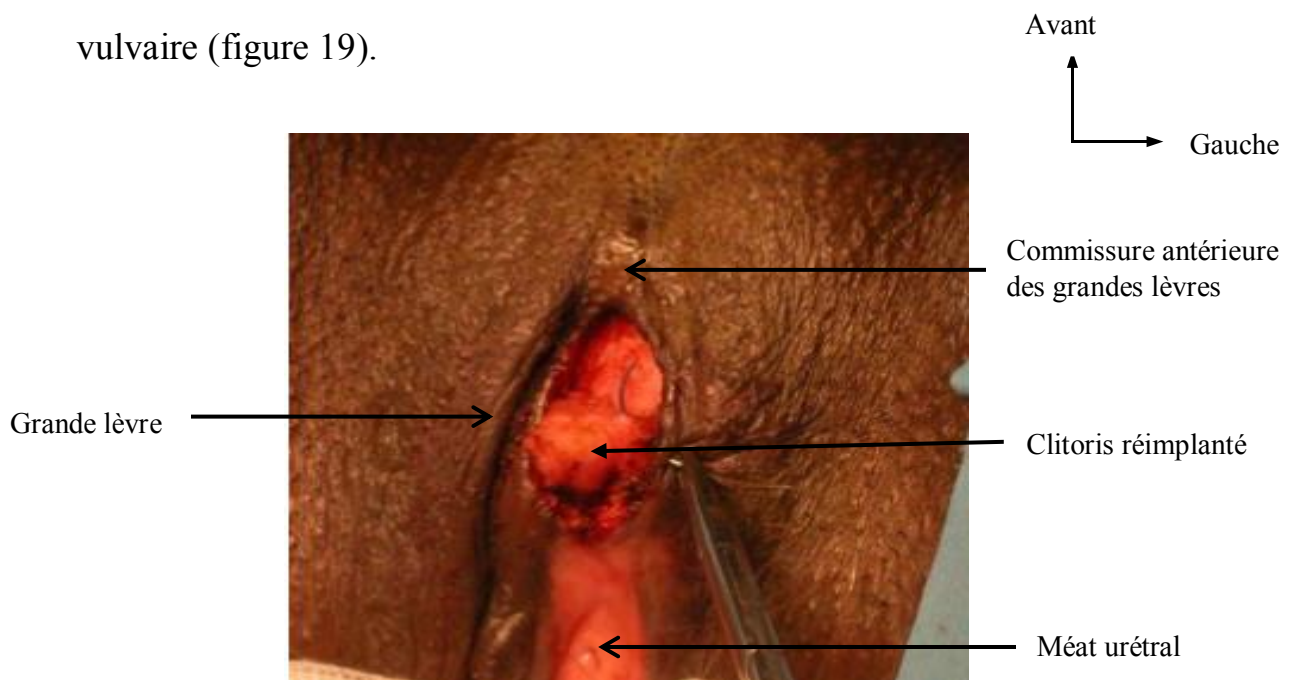 Avant
vulvaire (figure 19).
Gauche
Commissure antérieure
des grandes lèvres
Grande lèvre
Clitoris réimplanté
Méat urétral